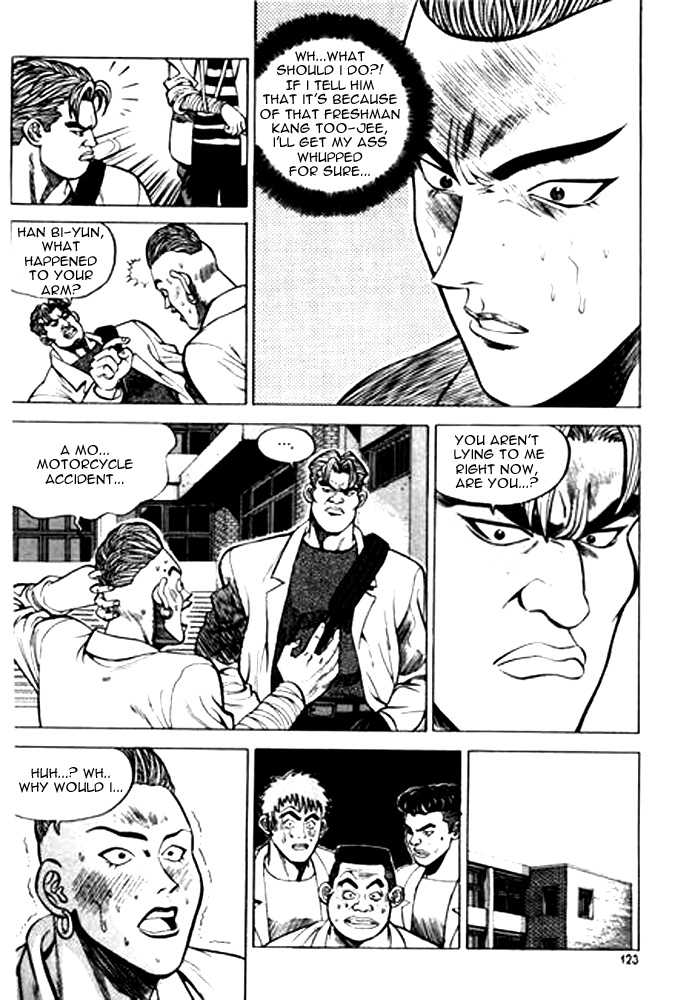 HAN BI-YUN,
WHAT
HAPPENED
TO YOUR
ARM?
WH...WHAT
SHOULD I DO?!
IF I TELL HIM
THAT IT'S BECAUSE
OF THAT FRESHMAN
KANG TOO-JEE,
I'LL GET MY ASS
WHUPPED
FOR SURE...
A MO...
MOTORCYCLE
ACCIDENT...
...
YOU AREN'T
LYING TO ME
RIGHT NOW,
ARE YOU...?
HUH...? WH..
WHY WOULD I...
123